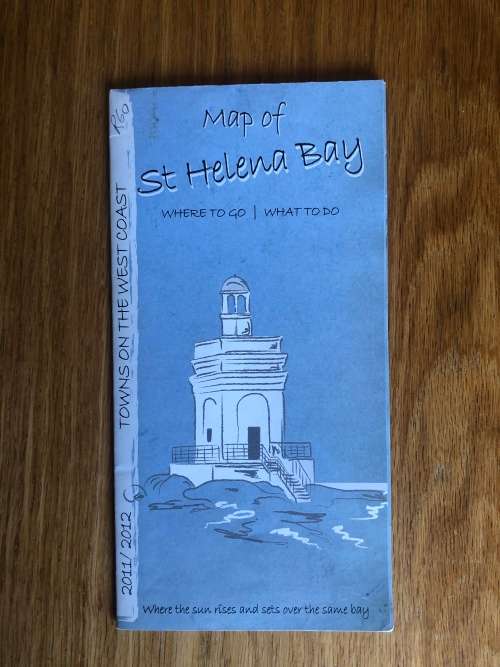 Map of
St Helena Bay
WHERE TO GO | WHAT TO DO
Where the sun rises and sets over the same bay
2011/2012
TOWNS ON THE WEST COAST